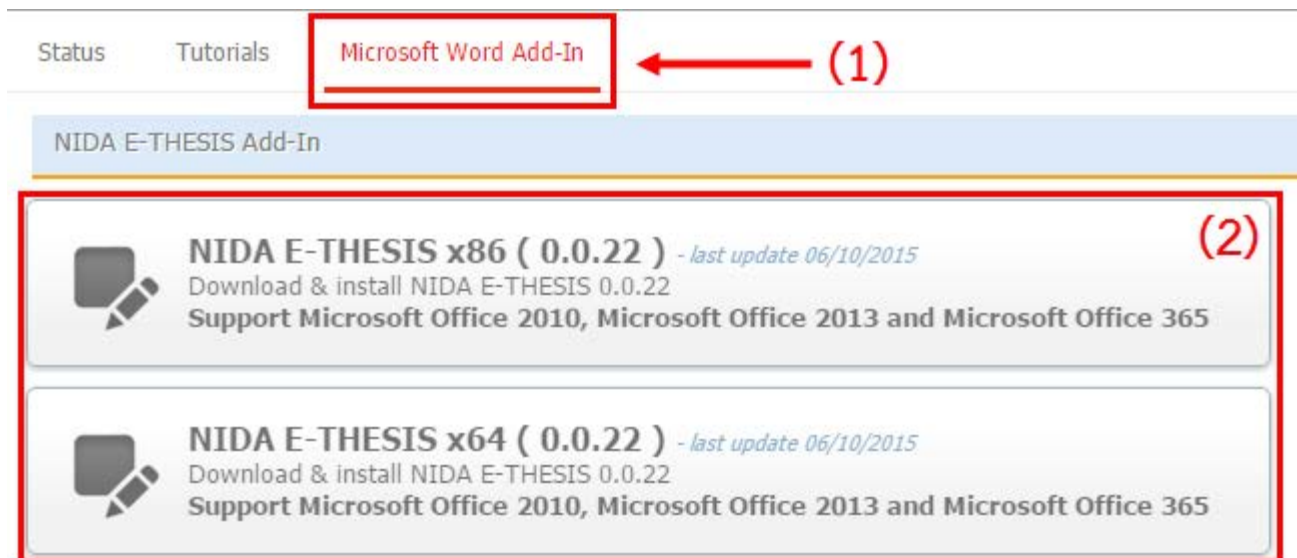 Status Tutorials Microsoft Word Add-In (1)
NIDA E-THESIS Add-In
(2)
NIDA E-THESIS x86 ( 0.0.22 ) - last update 06/10/2015
Download & install NIDA E-THESIS 0.0.22
Support Microsoft Office 2010, Microsoft Office 2013 and Microsoft Office 365
NIDA E-THESIS x64 ( 0.0.22 ) - last update 06/10/2015
Download & install NIDA E-THESIS 0.0.22
Support Microsoft Office 2010, Microsoft Office 2013 and Microsoft Office 365